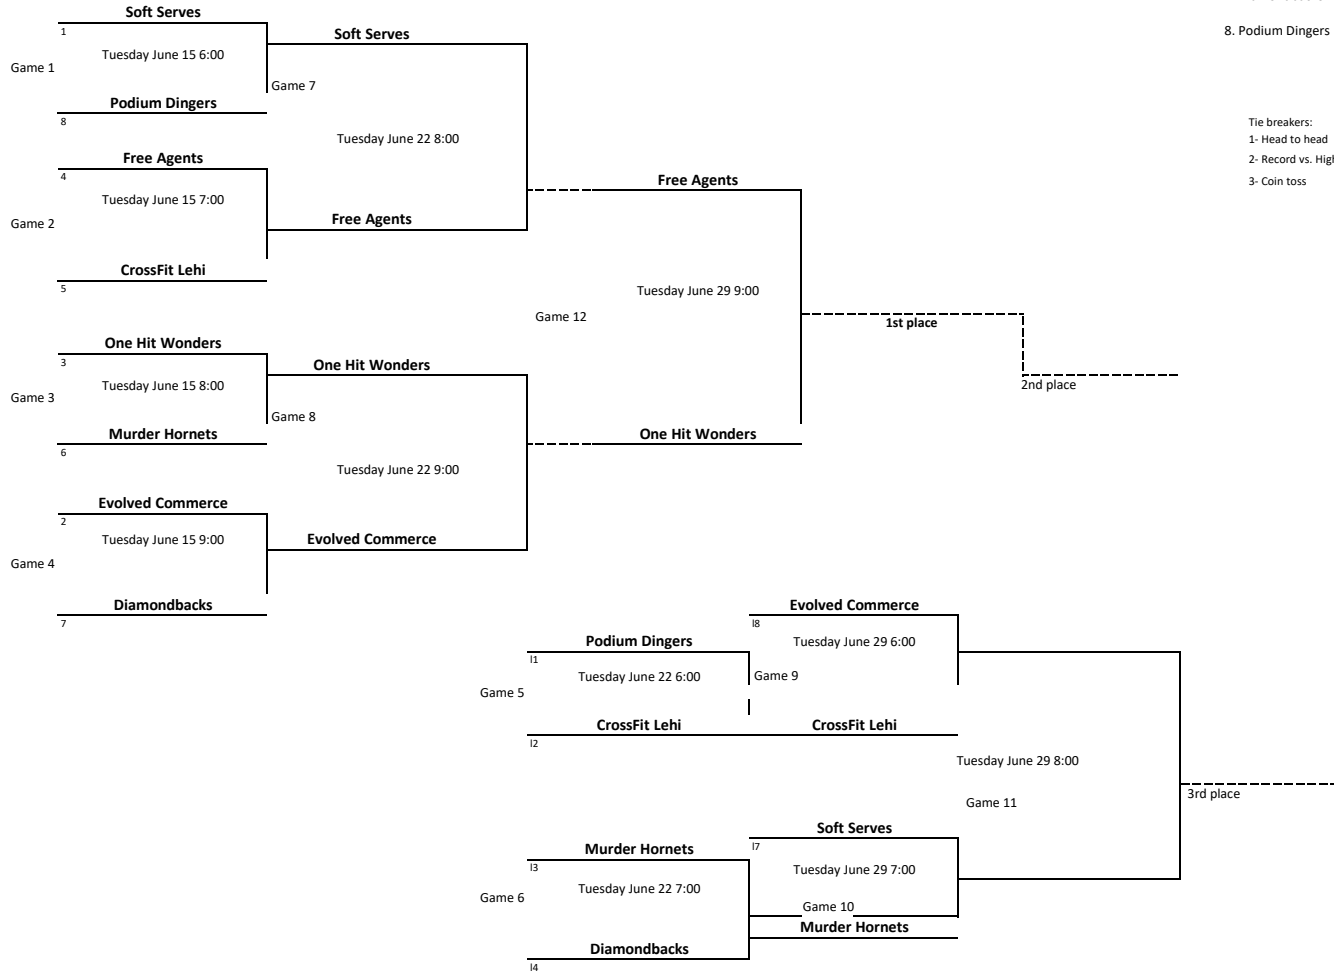 Soft Serves
1
Soft Serves
8. Podium Dingers
Tuesday June 15 6:00
Game 1
Game 7
Podium Dingers
8
Tie breakers:
Tuesday June 22 8:00
1- Head to head
Free Agents
2- Record vs. High
4
Free Agents
3- Coin toss
Tuesday June 15 7:00
Game 2
Free Agents
CrossFit Lehi
5
Tuesday June 29 9:00
Game 12
1st place
One Hit Wonders
3
One Hit Wonders
Tuesday June 15 8:00
2nd place
Game 3
Game 8
Murder Hornets
One Hit Wonders
6
Tuesday June 22 9:00
Evolved Commerce
2
Tuesday June 15 9:00
Evolved Commerce
Game 4
Diamondbacks
7
Evolved Commerce
l8
Podium Dingers
Tuesday June 29 6:00
l1
Tuesday June 22 6:00
Game 9
Game 5
CrossFit Lehi
CrossFit Lehi
l2
Tuesday June 29 8:00
3rd place
Game 11
Soft Serves
l7
Murder Hornets
l3
Tuesday June 29 7:00
Tuesday June 22 7:00
Game 6
Game 10
Murder Hornets
Diamondbacks
l4